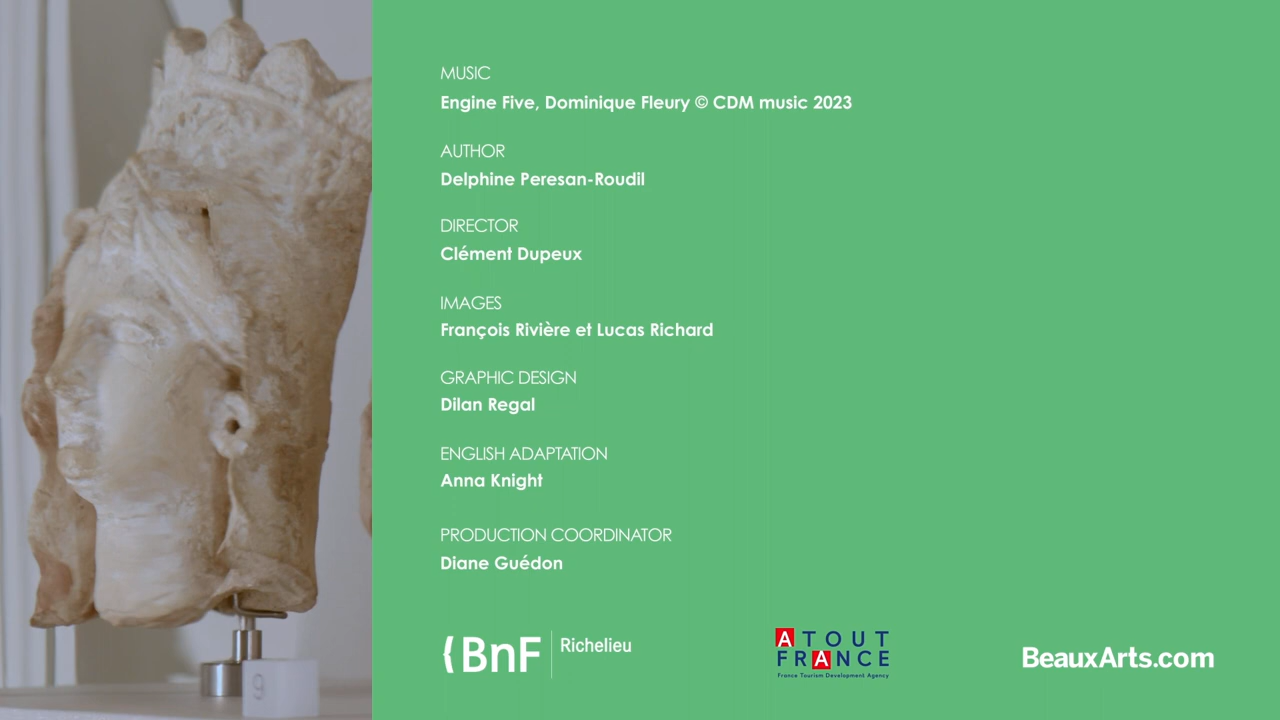 MUSIC
Engine Five, Dominique Fleury © CDM music 2023
AUTHOR
Delphine Peresan-Roudil
DIRECTOR
Clément Dupeux
IMAGES
François Rivière et Lucas Richard
GRAPHIC DESIGN
Dilan Regal
ENGLISH ADAPTATION
Anna Knight
PRODUCTION COORDINATOR
Diane Guédon
BnF Richelieu
ATOUT
FRANCE
France Tourism Development Agency
BeauxArts.com
9